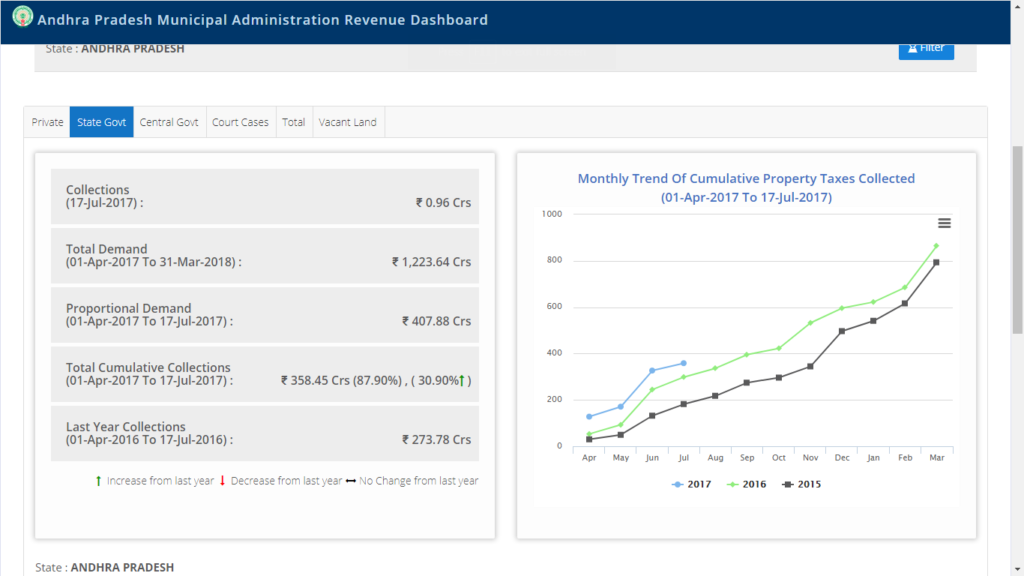 Andhra Pradesh Municipal Administration Revenue Dashboard
State : ANDHRA PRADESH
Filter
Private State Govt Central Govt Court Cases Total Vacant Land
Collections
(17-Jul-2017) : ₹ 0.96 Crs
Total Demand
(01-Apr-2017 To 31-Mar-2018) : ₹ 1,223.64 Crs
Proportional Demand
(01-Apr-2017 To 17-Jul-2017) : ₹ 407.88 Crs
Total Cumulative Collections
(01-Apr-2017 To 17-Jul-2017) : ₹ 358.45 Crs (87.90%) , ( 30.90%↑ )
Last Year Collections
(01-Apr-2016 To 17-Jul-2016) : ₹ 273.78 Crs
↑ Increase from last year ↓ Decrease from last year ↔ No Change from last year
Monthly Trend Of Cumulative Property Taxes Collected
(01-Apr-2017 To 17-Jul-2017)
1000
800
600
400
200
0
Apr May Jun Jul Aug Sep Oct Nov Dec Jan Feb Mar
2017 2016 2015
State : ANDHRA PRADESH